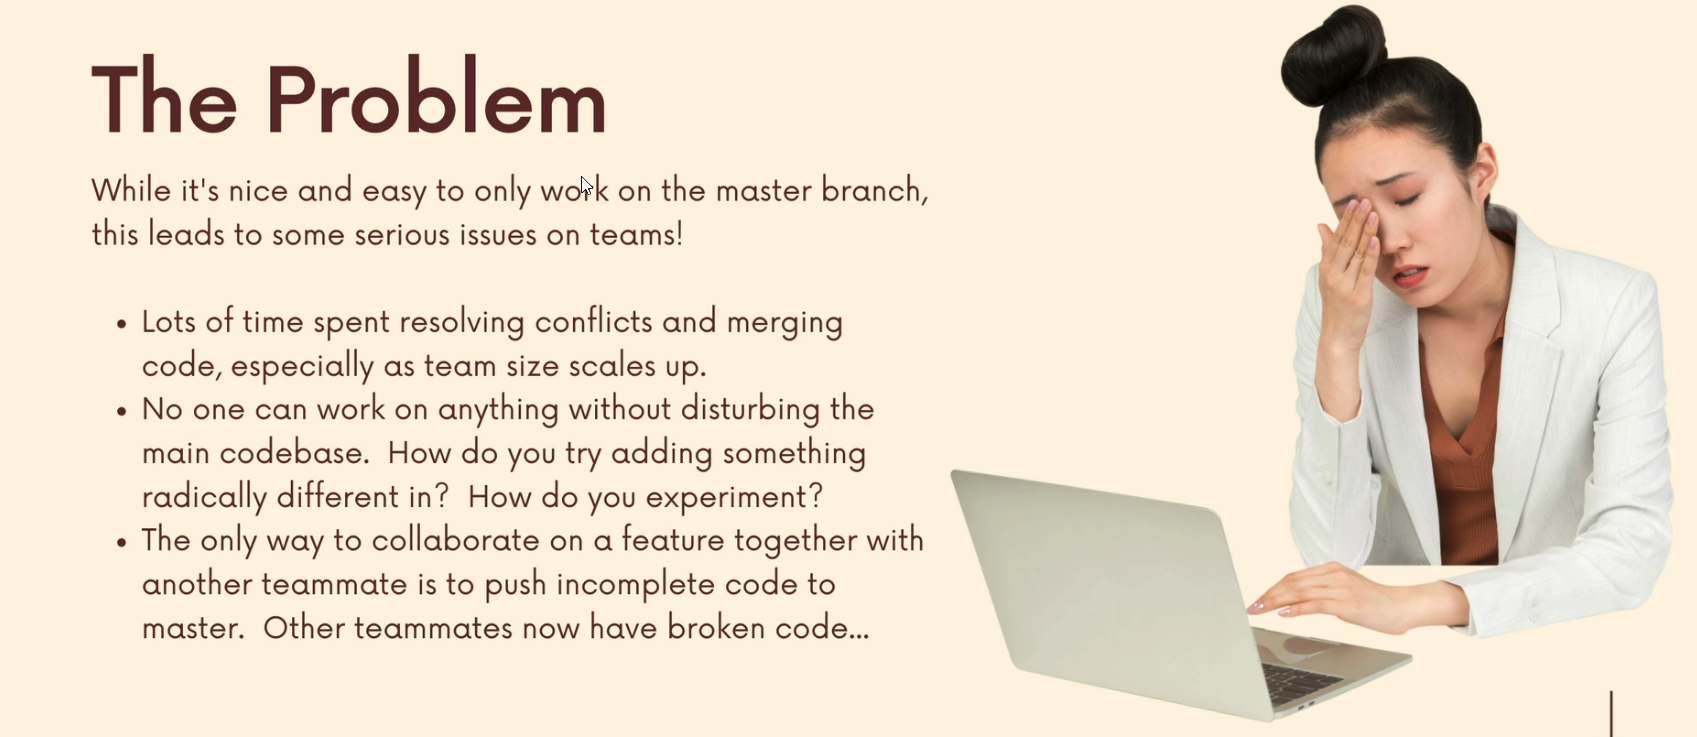 The Problem
While it's nice and easy to only work on the master branch,
this leads to some serious issues on teams!
• Lots of time spent resolving conflicts and merging
code, especially as team size scales up.
• No one can work on anything without disturbing the
main codebase.  How do you try adding something
radically different in?  How do you experiment?
• The only way to collaborate on a feature together with
another teammate is to push incomplete code to
master.  Other teammates now have broken code...